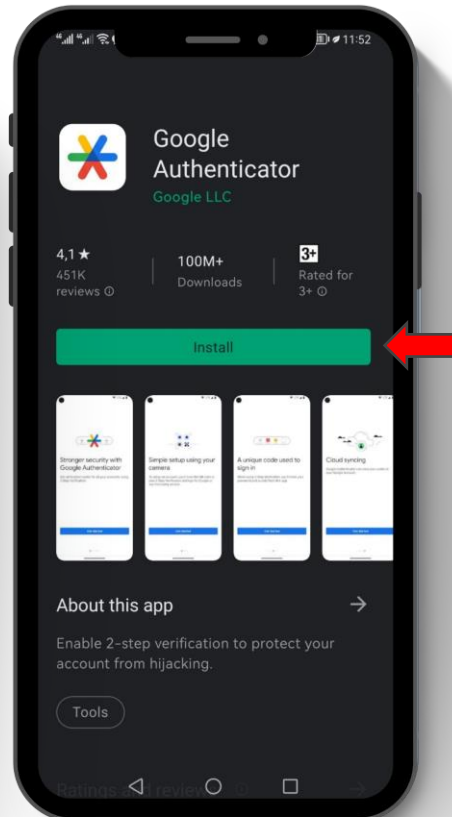 11:52
Google
Authenticator
Google LLC
4,1 ★
451K
reviews
100M+
Downloads
3+
Rated for
3+
Install
Stronger security with
Google Authenticator
Simple setup using your
camera
A unique code used to
sign in
Cloud syncing
About this app
Enable 2-step verification to protect your
account from hijacking.
Tools
Ratings and review